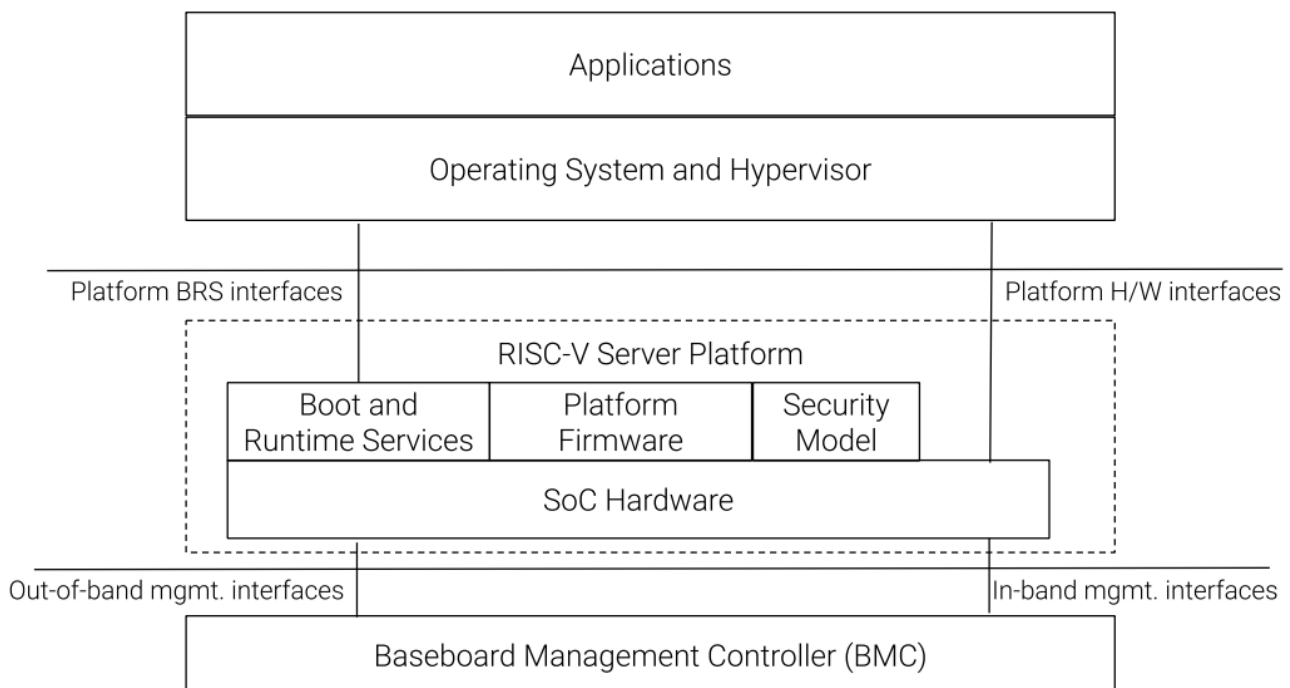 Applications
Operating System and Hypervisor
Platform BRS interfaces
Platform H/W interfaces
RISC-V Server Platform
Boot and
Runtime Services
Platform
Firmware
Security
Model
SoC Hardware
Out-of-band mgmt. interfaces
In-band mgmt. interfaces
Baseboard Management Controller (BMC)